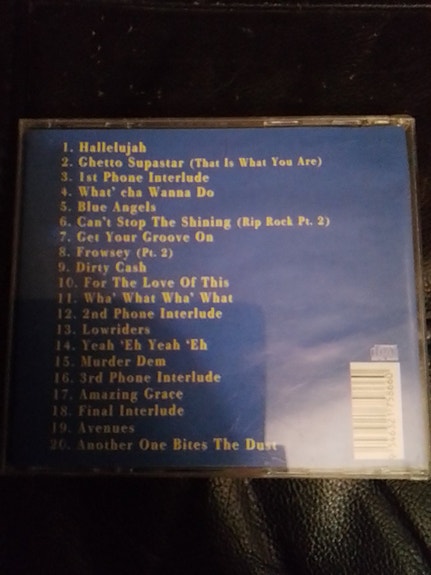 1. Hallelujah
2. Ghetto Supastar (That Is What You Are)
3. 1st Phone Interlude
4. What' cha Wanna Do
5. Blue Angels
6. Can't Stop The Shining (Rip Rock Pt. 2)
7. Get Your Groove On
8. Frowsey (Pt. 2)
9. Dirty Cash
10. For The Love Of This
11. Wha' What Wha' What
12. 2nd Phone Interlude
13. Lowriders
14. Yeah 'Eh Yeah 'Eh
15. Murder Dem
16. 3rd Phone Interlude
17. Amazing Grace
18. Final Interlude
19. Avenues
20. Another One Bites The Dust